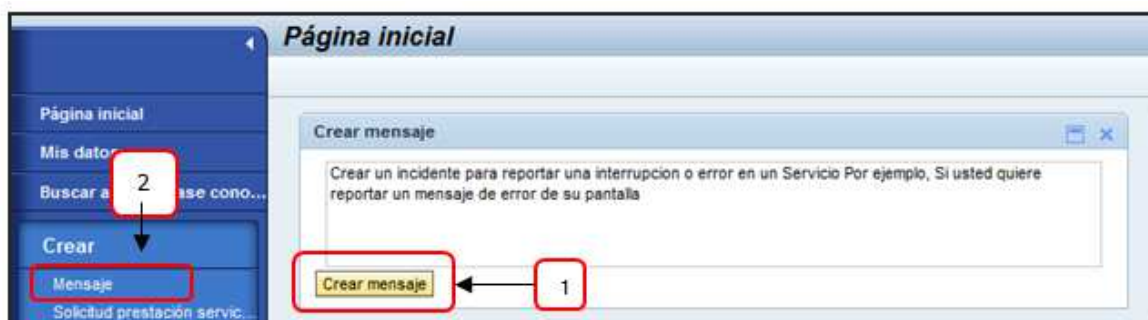 Página inicial
Página inicial
Mis datos
Buscar a
ase cono...
2
Crear
Mensaje
Solicitud prestación servic...
Crear mensaje
Crear un incidente para reportar una interrupcion o error en un Servicio Por ejemplo, Si usted quiere
reportar un mensaje de error de su pantalla
Crear mensaje
1